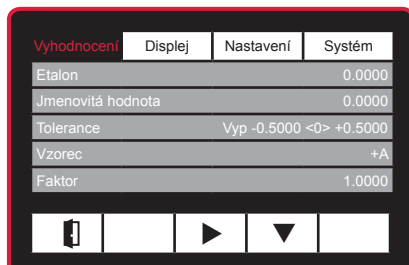 Vyhodnocení Displej Nastavení Systém
Etalon 0.0000
Jmenovitá hodnota 0.0000
Tolerance Vyp -0.5000 <0> +0.5000
Vzorec +A
Faktor 1.0000